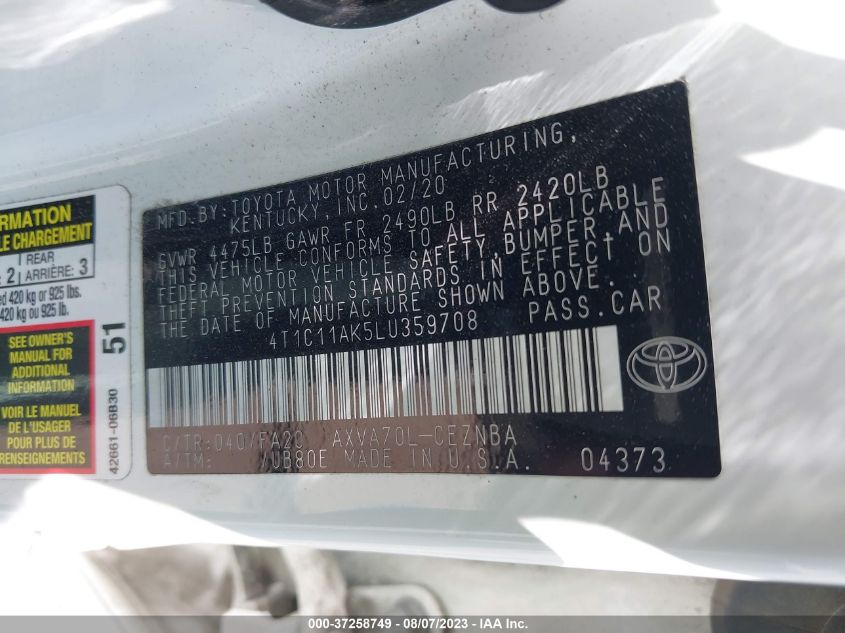 MFD. BY: TOYOTA MOTOR MANUFACTURING,
KENTUCKY, INC. 02/20
GVWR 4475LB GAWR FR 2490LB RR 2420LB
THIS VEHICLE CONFORMS TO ALL APPLICABLE
FEDERAL MOTOR VEHICLE SAFETY, BUMPER, AND
THEFT PREVENTION STANDARDS IN EFFECT ON
THE DATE OF MANUFACTURE SHOWN ABOVE.
4T1C11AK5LU359708 PASS. CAR
C/TR: 040/FA20 AXVA70L-CEZNBA
A/TM: /UB80E MADE IN U.S.A. 04373
CHARGEMENT
REAR
2 ARRIÈRE: 3
420 kg or 925 lbs.
420 kg ou 925 lb.
SEE OWNER'S
MANUAL FOR
ADDITIONAL
INFORMATION
VOIR LE MANUEL
DE L'USAGER
POUR PLUS DE
RENSEIGNEMENTS
51
42661-06B30
000-37258749 — 08/07/2023 — Copyright IAA, Inc.